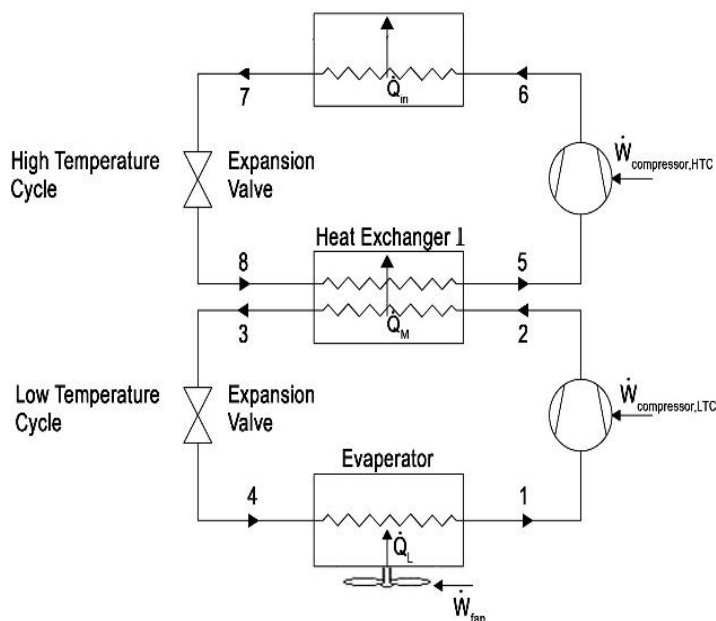 7
Q̇in
6
High Temperature
Cycle
Expansion
Valve
Ẇcompressor,HTC
Heat Exchanger 1
8
5
3
Q̇M
2
Low Temperature
Cycle
Expansion
Valve
Ẇcompressor,LTC
Evaperator
4
1
Q̇L
Ẇfan